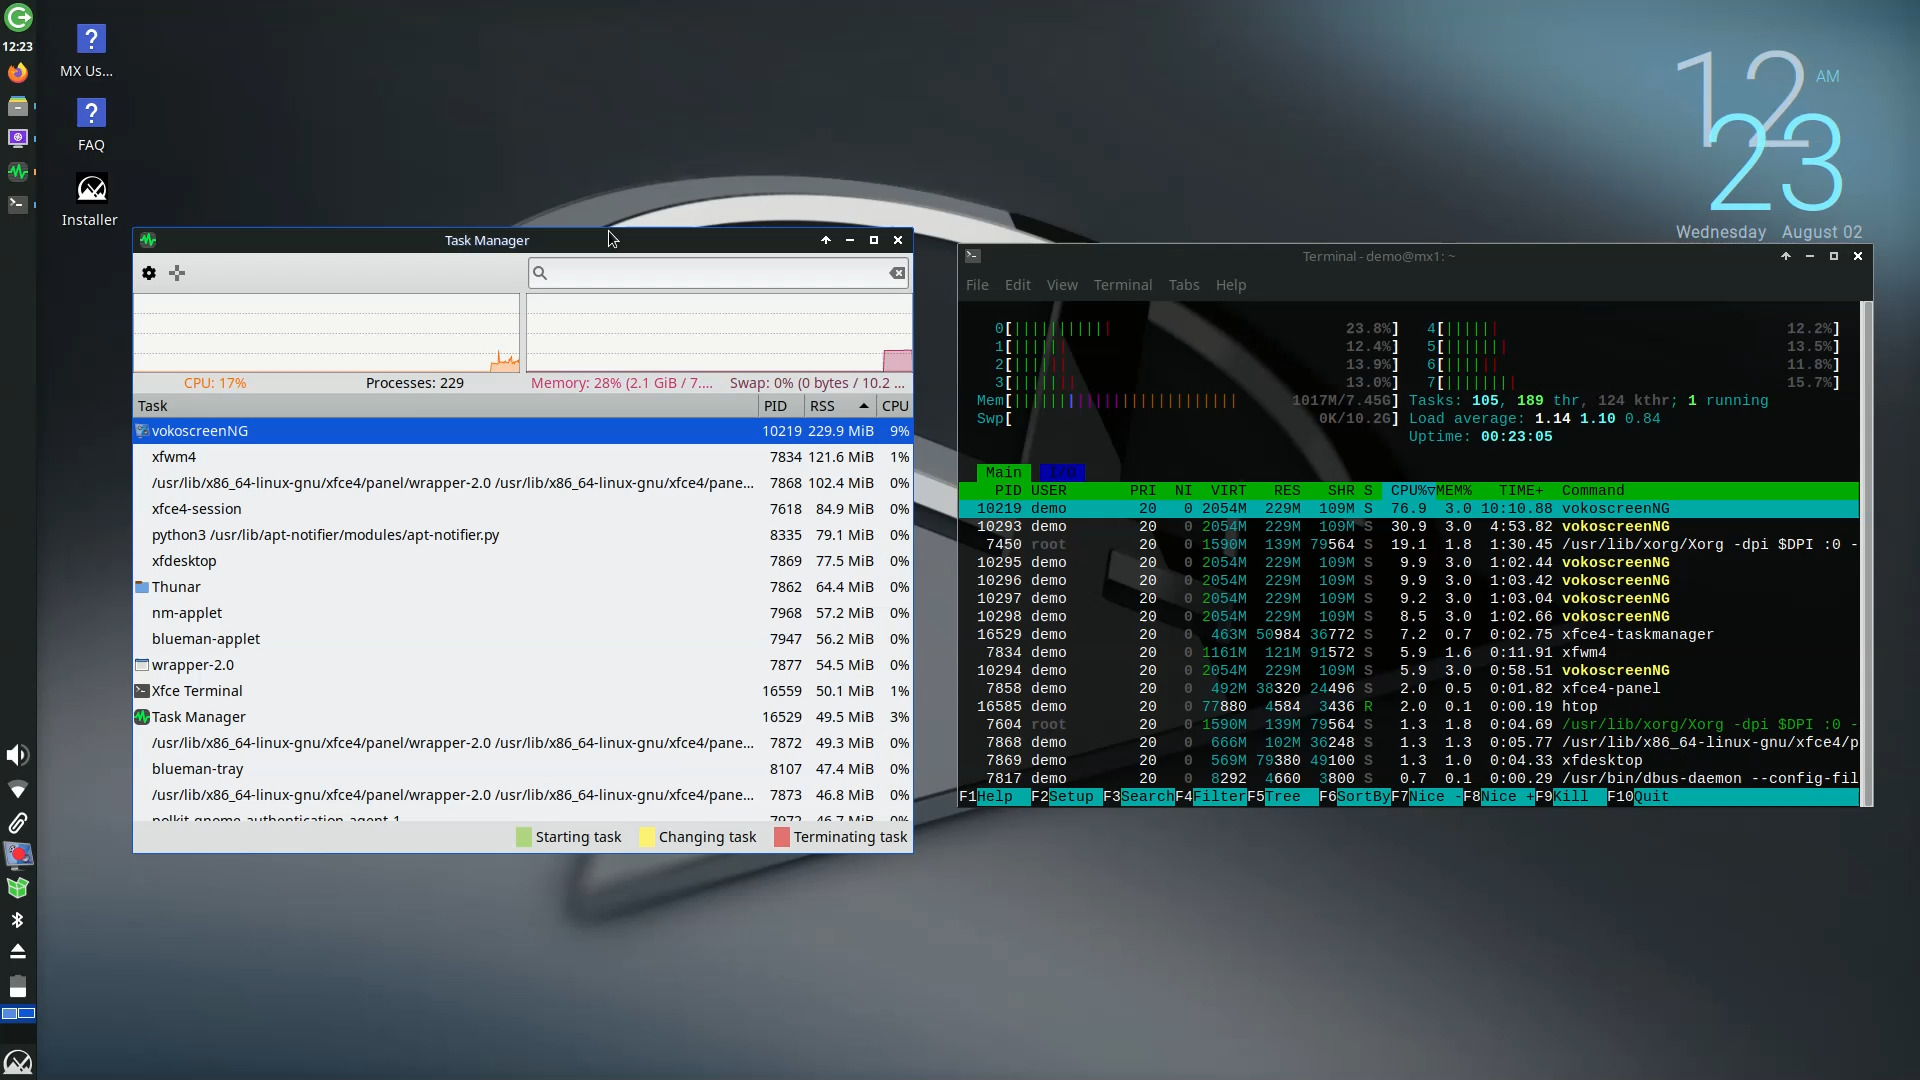 12:23
MX Us...
FAQ
Installer
12 AM
23
Wednesday August 02
Task Manager
CPU: 17%
Processes: 229
Memory: 28% (2.1 GiB / 7....
Swap: 0% (0 bytes / 10.2 ...
Task PID RSS CPU
vokoscreenNG 10219 229.9 MiB 9%
xfwm4 7834 121.6 MiB 1%
/usr/lib/x86_64-linux-gnu/xfce4/panel/wrapper-2.0 /usr/lib/x86_64-linux-gnu/xfce4/pane... 7868 102.4 MiB 0%
xfce4-session 7618 84.9 MiB 0%
python3 /usr/lib/apt-notifier/modules/apt-notifier.py 8335 79.1 MiB 0%
xfdesktop 7869 77.5 MiB 0%
Thunar 7862 64.4 MiB 0%
nm-applet 7968 57.2 MiB 0%
blueman-applet 7947 56.2 MiB 0%
wrapper-2.0 7877 54.5 MiB 0%
Xfce Terminal 16559 50.1 MiB 1%
Task Manager 16529 49.5 MiB 3%
/usr/lib/x86_64-linux-gnu/xfce4/panel/wrapper-2.0 /usr/lib/x86_64-linux-gnu/xfce4/pane... 7872 49.3 MiB 0%
blueman-tray 8107 47.4 MiB 0%
/usr/lib/x86_64-linux-gnu/xfce4/panel/wrapper-2.0 /usr/lib/x86_64-linux-gnu/xfce4/pane... 7873 46.8 MiB 0%
polkit-gnome-authentication-agent-1 7972 46.7 MiB 0%
Starting task Changing task Terminating task
Terminal - demo@mx1: ~
File Edit View Terminal Tabs Help
0[ 23.8%] 4[ 12.2%]
1[ 12.4%] 5[ 13.5%]
2[ 13.9%] 6[ 11.8%]
3[ 13.0%] 7[ 15.7%]
Mem[ 1017M/7.45G] Tasks: 105, 189 thr, 124 kthr; 1 running
Swp[ 0K/10.2G] Load average: 1.14 1.10 0.84
Uptime: 00:23:05
Main I/O
PID USER PRI NI VIRT RES SHR S CPU%▽MEM% TIME+ Command
10219 demo 20 0 2054M 229M 109M S 76.9 3.0 10:10.88 vokoscreenNG
10293 demo 20 0 2054M 229M 109M S 30.9 3.0 4:53.82 vokoscreenNG
7450 root 20 0 1590M 139M 79564 S 19.1 1.8 1:30.45 /usr/lib/xorg/Xorg -dpi $DPI :0 -
10295 demo 20 0 2054M 229M 109M S 9.9 3.0 1:02.44 vokoscreenNG
10296 demo 20 0 2054M 229M 109M S 9.9 3.0 1:03.42 vokoscreenNG
10297 demo 20 0 2054M 229M 109M S 9.2 3.0 1:03.04 vokoscreenNG
10298 demo 20 0 2054M 229M 109M S 8.5 3.0 1:02.66 vokoscreenNG
16529 demo 20 0 463M 50984 36772 S 7.2 0.7 0:02.75 xfce4-taskmanager
7834 demo 20 0 1161M 121M 91572 S 5.9 1.6 0:11.91 xfwm4
10294 demo 20 0 2054M 229M 109M S 5.9 3.0 0:58.51 vokoscreenNG
7858 demo 20 0 492M 38320 24496 S 2.0 0.5 0:01.82 xfce4-panel
16585 demo 20 0 77880 4584 3436 R 2.0 0.1 0:00.19 htop
7604 root 20 0 1590M 139M 79564 S 1.3 1.8 0:04.69 /usr/lib/xorg/Xorg -dpi $DPI :0 -
7868 demo 20 0 666M 102M 36248 S 1.3 1.3 0:05.77 /usr/lib/x86_64-linux-gnu/xfce4/p
7869 demo 20 0 569M 79380 49100 S 1.3 1.0 0:04.33 xfdesktop
7817 demo 20 0 8292 4660 3800 S 0.7 0.1 0:00.29 /usr/bin/dbus-daemon --config-fil
F1Help F2Setup F3SearchF4FilterF5Tree F6SortByF7Nice -F8Nice +F9Kill F10Quit